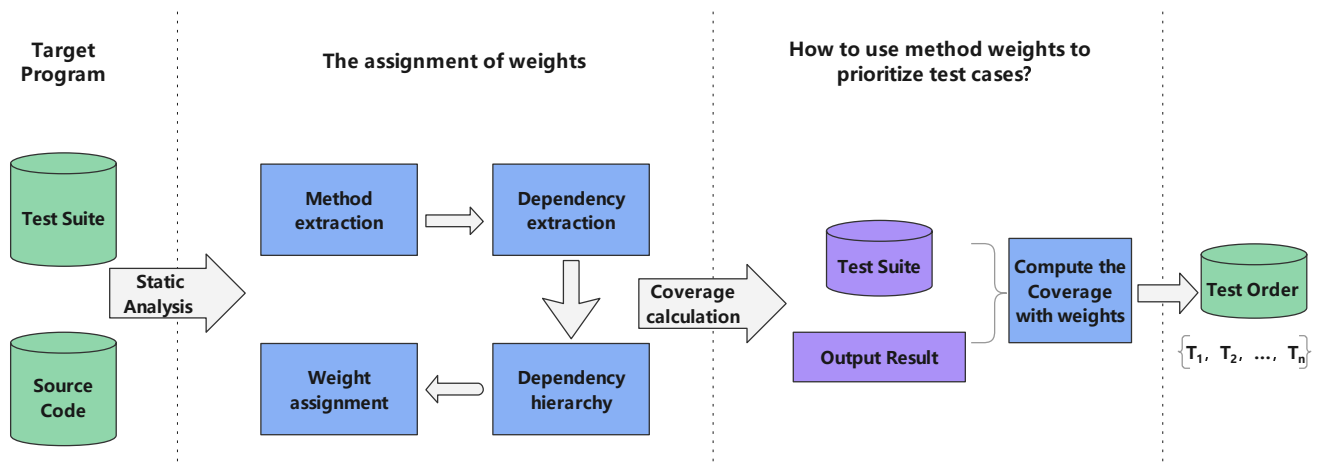 Target
Program
The assignment of weights
How to use method weights to
prioritize test cases?
Test Suite
Source
Code
Static
Analysis
Method
extraction
Dependency
extraction
Weight
assignment
Dependency
hierarchy
Coverage
calculation
Test Suite
Output Result
Compute the
Coverage
with weights
Test Order
{T₁, T₂, ..., Tₙ}